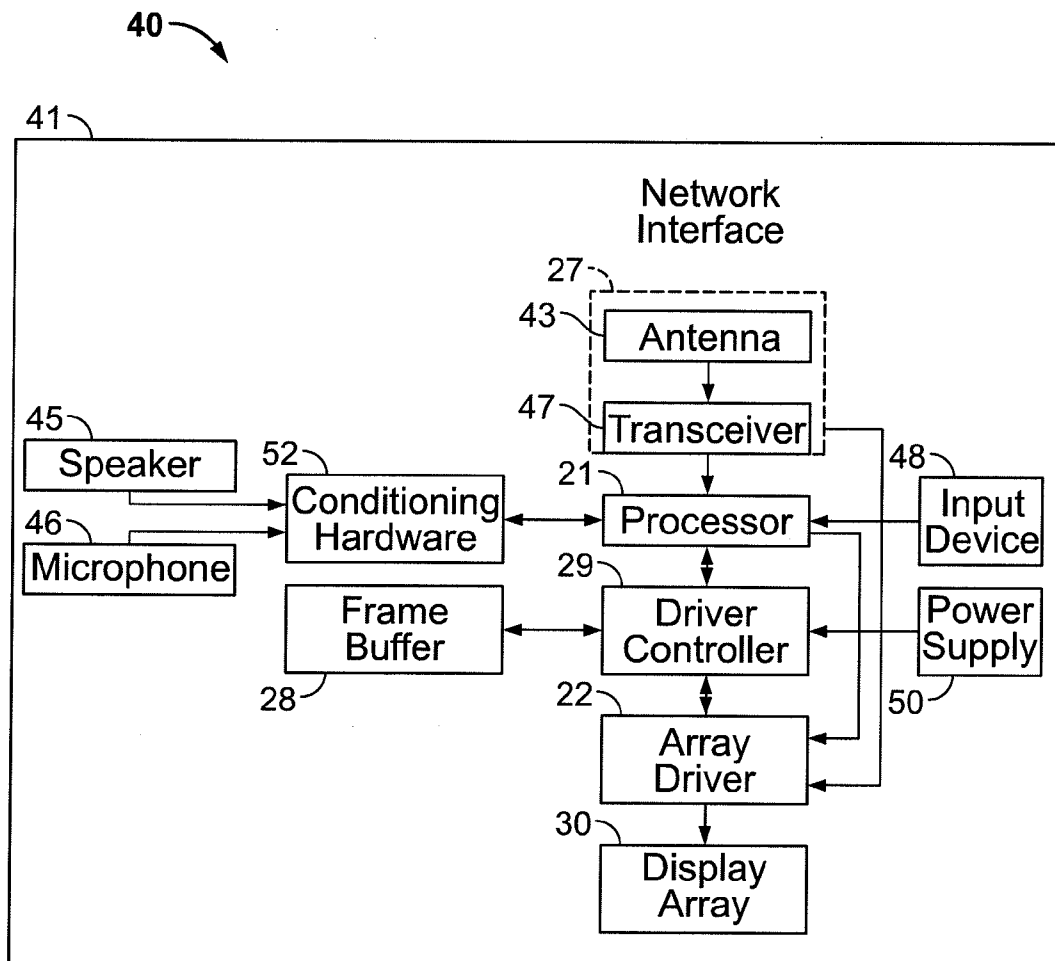 40
41
Network
Interface
27
43
Antenna
47
Transceiver
45
Speaker
52
Conditioning
Hardware
46
Microphone
21
Processor
48
Input
Device
29
Driver
Controller
Frame
Buffer
28
Power
Supply
50
22
Array
Driver
30
Display
Array